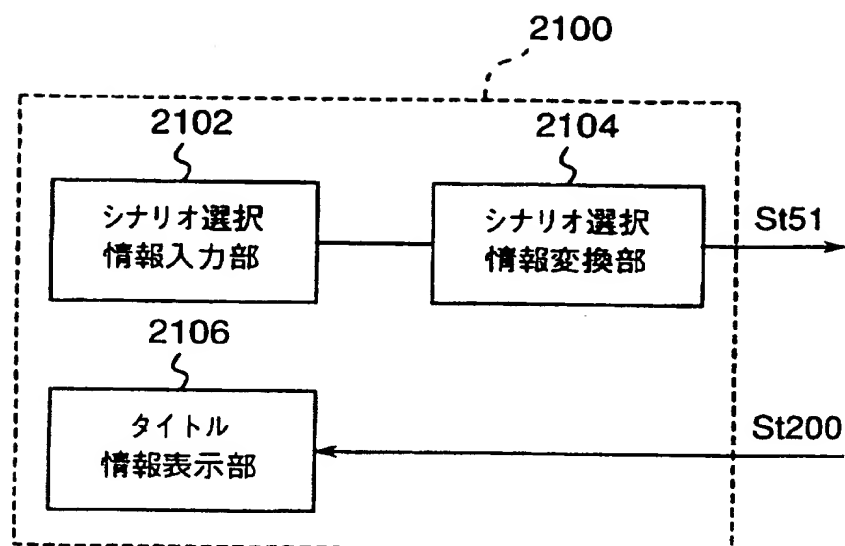 2100
2102
2104
シナリオ選択
情報入力部
シナリオ選択
情報変換部
St51
2106
タイトル
情報表示部
St200